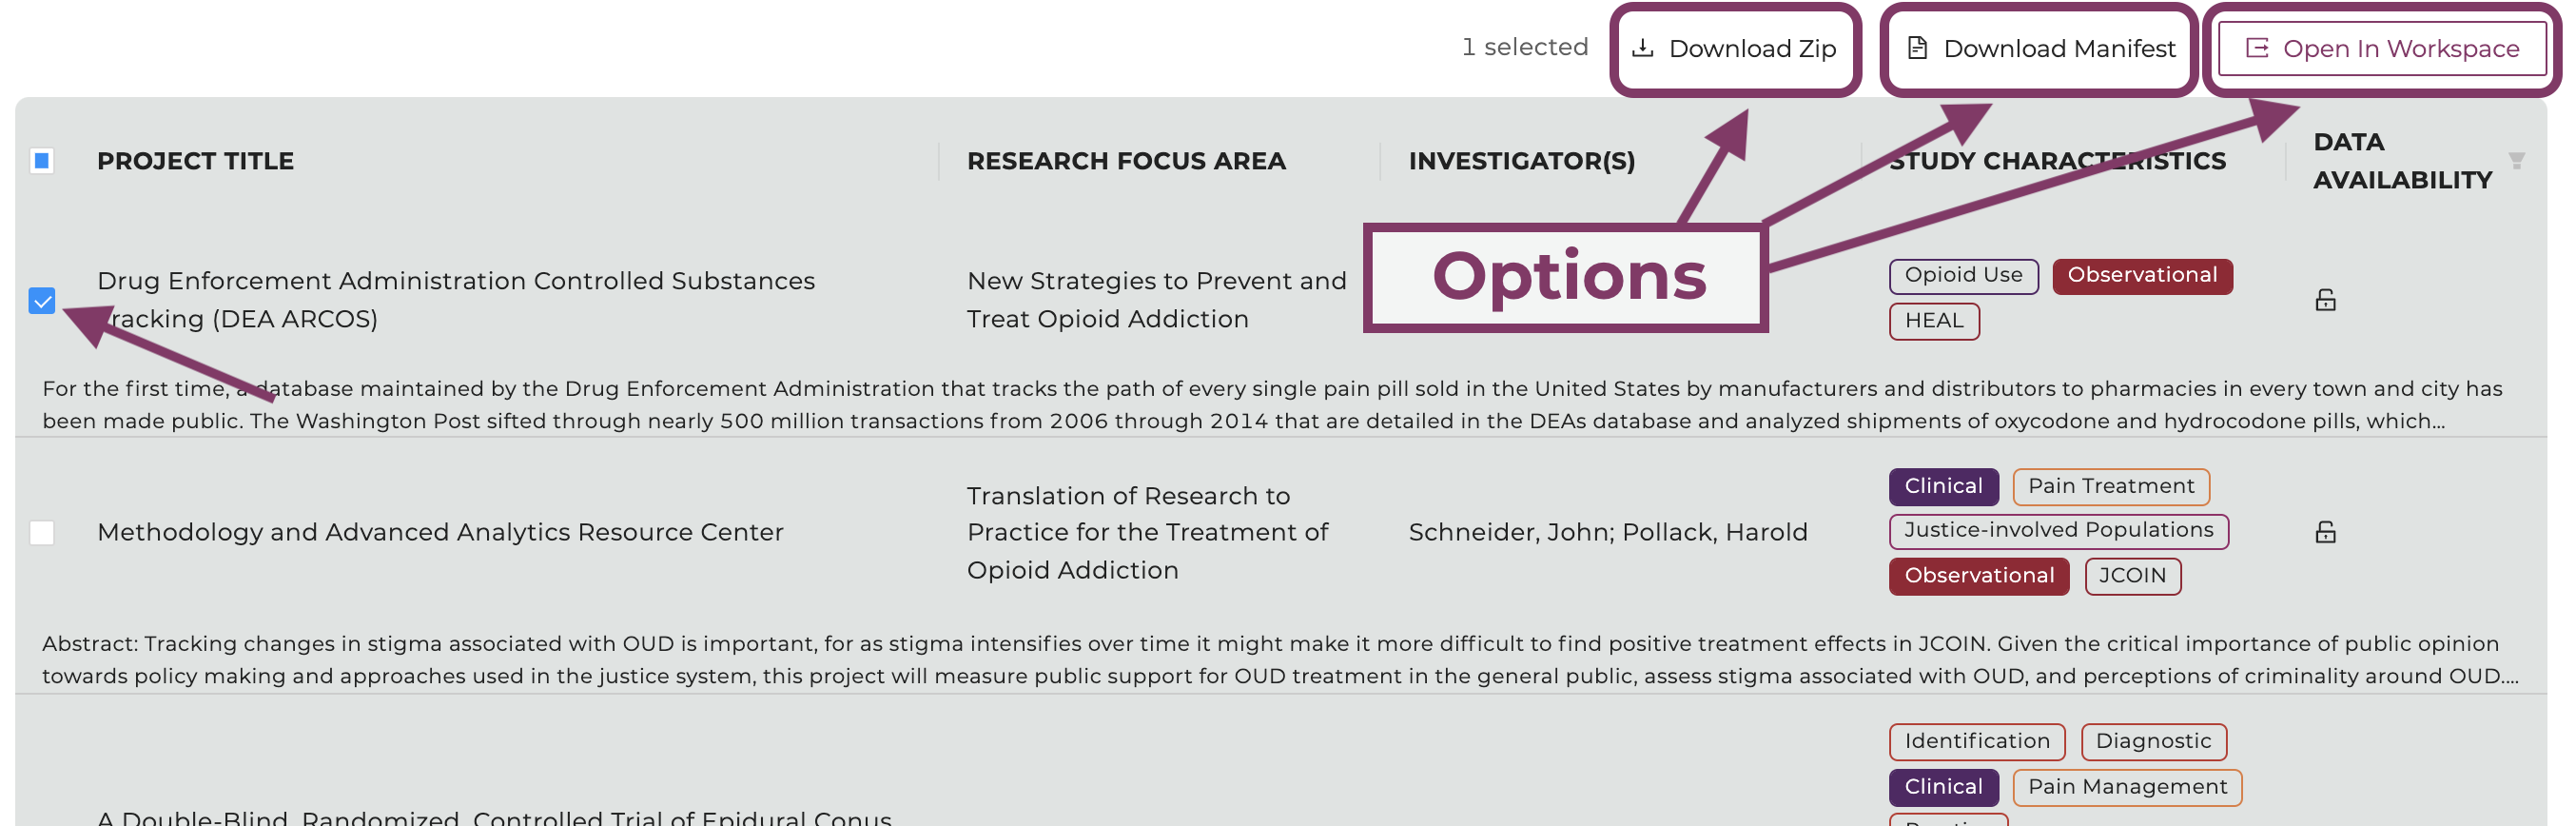 1 selected
Download Zip
Download Manifest
Open In Workspace
PROJECT TITLE
RESEARCH FOCUS AREA
INVESTIGATOR(S)
STUDY CHARACTERISTICS
DATA
AVAILABILITY
Options
Drug Enforcement Administration Controlled Substances
racking (DEA ARCOS)
New Strategies to Prevent and
Treat Opioid Addiction
Opioid Use
Observational
HEAL
For the first time, a database maintained by the Drug Enforcement Administration that tracks the path of every single pain pill sold in the United States by manufacturers and distributors to pharmacies in every town and city has
been made public. The Washington Post sifted through nearly 500 million transactions from 2006 through 2014 that are detailed in the DEAs database and analyzed shipments of oxycodone and hydrocodone pills, which...
Methodology and Advanced Analytics Resource Center
Translation of Research to
Practice for the Treatment of
Opioid Addiction
Schneider, John; Pollack, Harold
Clinical
Pain Treatment
Justice-involved Populations
Observational
JCOIN
Abstract: Tracking changes in stigma associated with OUD is important, for as stigma intensifies over time it might make it more difficult to find positive treatment effects in JCOIN. Given the critical importance of public opinion
towards policy making and approaches used in the justice system, this project will measure public support for OUD treatment in the general public, assess stigma associated with OUD, and perceptions of criminality around OUD....
A Double-Blind, Randomized, Controlled Trial of Epidural Conus
Identification
Diagnostic
Clinical
Pain Management